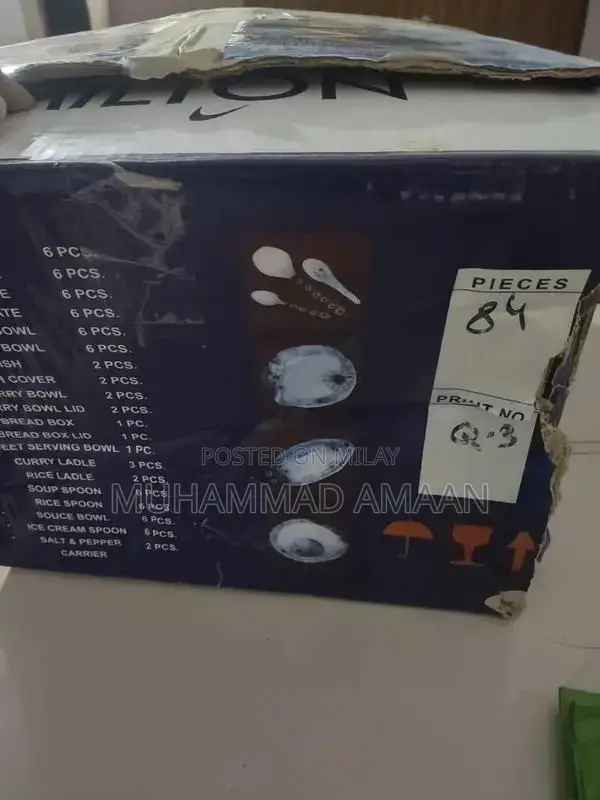 MILTON
6 PCS.
6 PCS.
E 6 PCS.
ATE 6 PCS.
BOWL 6 PCS.
BOWL 6 PCS.
ISH 2 PCS.
H COVER 2 PCS.
RRY BOWL 2 PCS.
RRY BOWL LID 2 PCS.
BREAD BOX 1 PC.
BREAD BOX LID 1 PC.
EET SERVING BOWL 1 PC.
CURRY LADLE 3 PCS.
RICE LADLE 2 PCS.
SOUP SPOON 6 PCS.
RICE SPOON 6 PCS.
SOUCE BOWL 6 PCS.
ICE CREAM SPOON 6 PCS.
SALT & PEPPER 2 PCS.
CARRIER
PIECES
84
PRINT NO
Q-3
POSTED ON MILAY
MUHAMMAD AMAAN